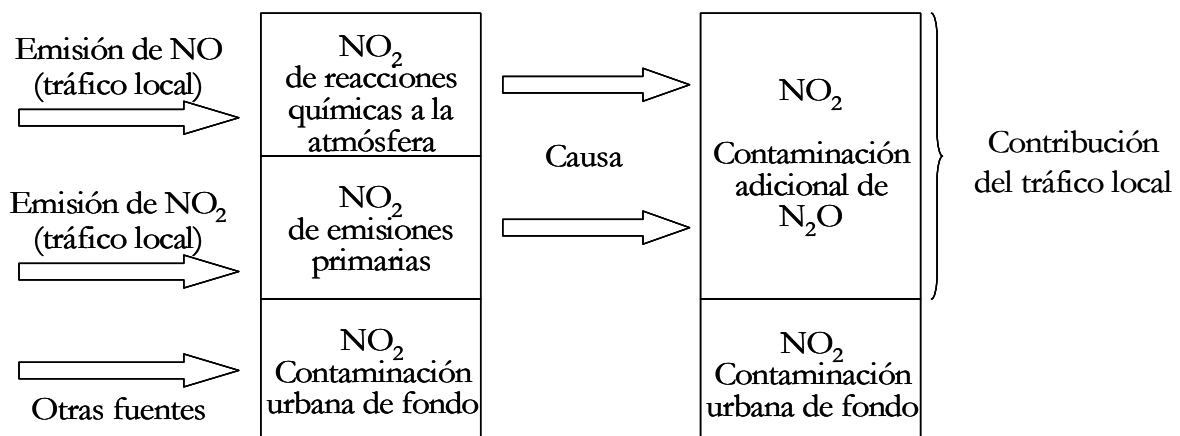 Emisión de NO
(tráfico local)
Emisión de NO₂
(tráfico local)
Otras fuentes
NO₂
de reacciones
químicas a la
atmósfera
NO₂
de emisiones
primarias
NO₂
Contaminación
urbana de fondo
Causa
NO₂
Contaminación
adicional de
N₂O
NO₂
Contaminación
urbana de fondo
Contribución
del tráfico local